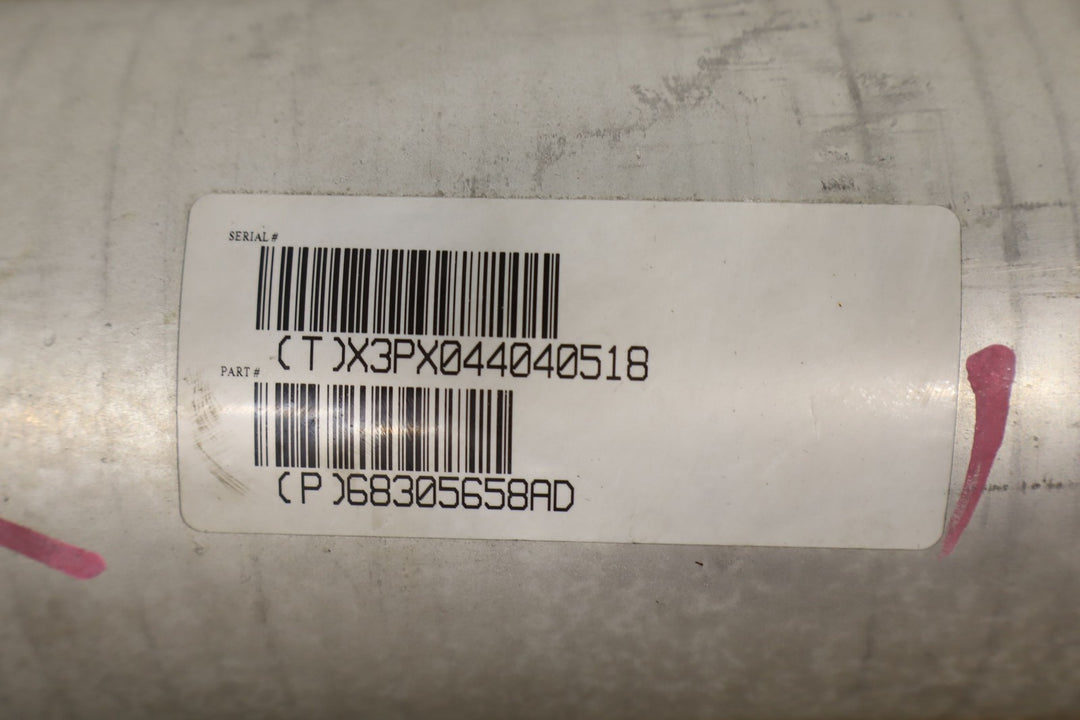 SERIAL #
(T)X3PX044040518
PART #
(P)68305658AD